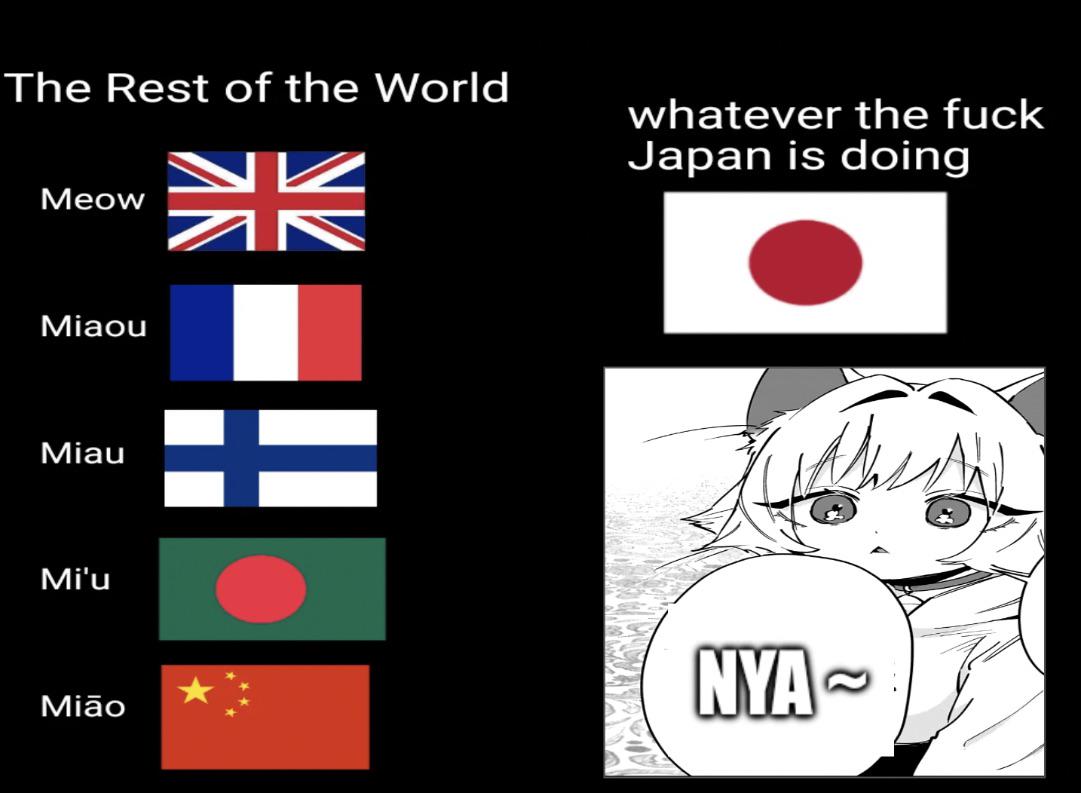 The Rest of the World
Meow
Miaou
Miau
Mi'u
Miāo
whatever the fuck
Japan is doing
NYA ~